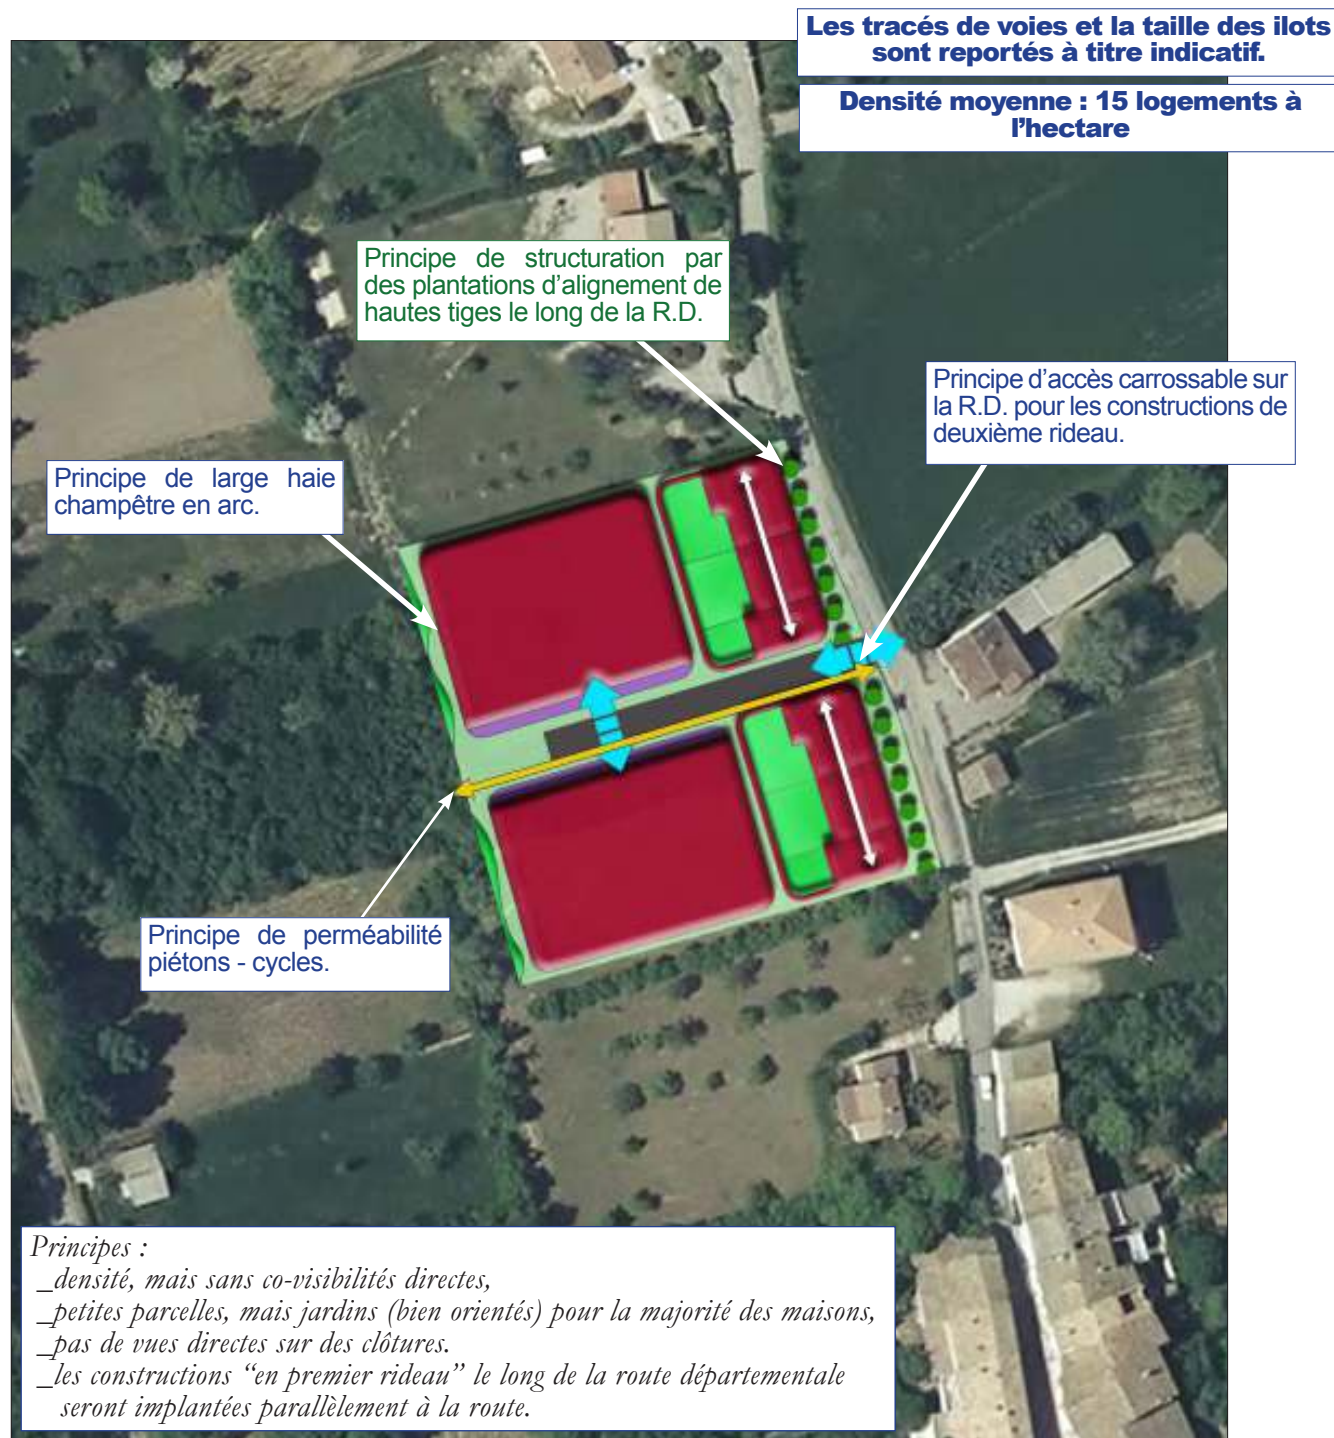 Les tracés de voies et la taille des ilots
sont reportés à titre indicatif.
Densité moyenne : 15 logements à
l'hectare
Principe de structuration par
des plantations d'alignement de
hautes tiges le long de la R.D.
Principe d'accès carrossable sur
la R.D. pour les constructions de
deuxième rideau.
Principe de large haie
champêtre en arc.
Principe de perméabilité
piétons - cycles.
Principes :
_densité, mais sans co-visibilités directes,
_petites parcelles, mais jardins (bien orientés) pour la majorité des maisons,
_pas de vues directes sur des clôtures.
_les constructions “en premier rideau” le long de la route départementale
seront implantées parallèlement à la route.